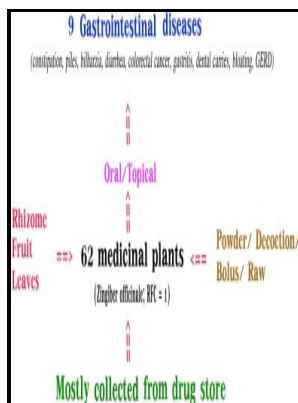 9 Gastrointestinal diseases
(constipation, piles, bilharzia, diarrhea, colorectal cancer, gastritis, dental carries, bloating, GERD)
==>
Oral/Topical
==>
Rhizome
Fruit
Leaves
==> 62 medicinal plants <==
(Zingiber officinale; RFC = 1)
Powder/ Decoction/
Bolus/ Raw
==>
Mostly collected from drug store